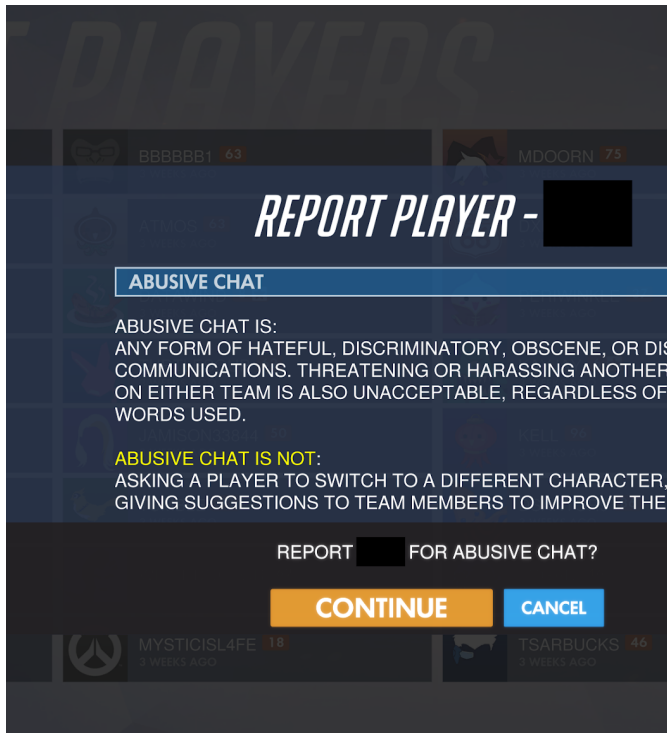 PLAYERS
BBBBBB1 63
MDOORN 75
REPORT PLAYER -
ATMOS
ABUSIVE CHAT
ABUSIVE CHAT IS:
ANY FORM OF HATEFUL, DISCRIMINATORY, OBSCENE, OR DIS
COMMUNICATIONS. THREATENING OR HARASSING ANOTHER
ON EITHER TEAM IS ALSO UNACCEPTABLE, REGARDLESS OF
WORDS USED.
KELL
ABUSIVE CHAT IS NOT:
ASKING A PLAYER TO SWITCH TO A DIFFERENT CHARACTER,
GIVING SUGGESTIONS TO TEAM MEMBERS TO IMPROVE THE
REPORT FOR ABUSIVE CHAT?
CONTINUE
CANCEL
MYSTICISL4FE 18
3 WEEKS AGO
TSARBUCKS 46
3 WEEKS AGO